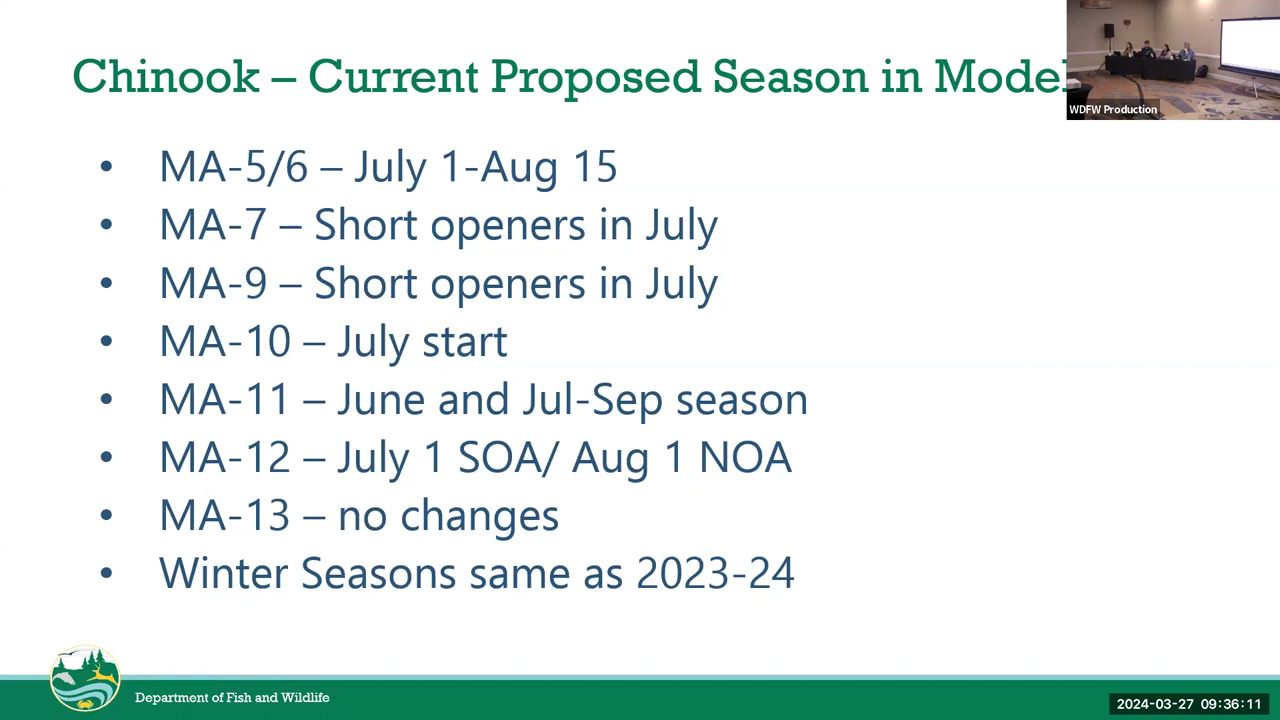 Chinook – Current Proposed Season in Model
WDFW Production
• MA-5/6 – July 1-Aug 15
• MA-7 – Short openers in July
• MA-9 – Short openers in July
• MA-10 – July start
• MA-11 – June and Jul-Sep season
• MA-12 – July 1 SOA/ Aug 1 NOA
• MA-13 – no changes
• Winter Seasons same as 2023-24
Department of Fish and Wildlife
2024-03-27 09:36:11